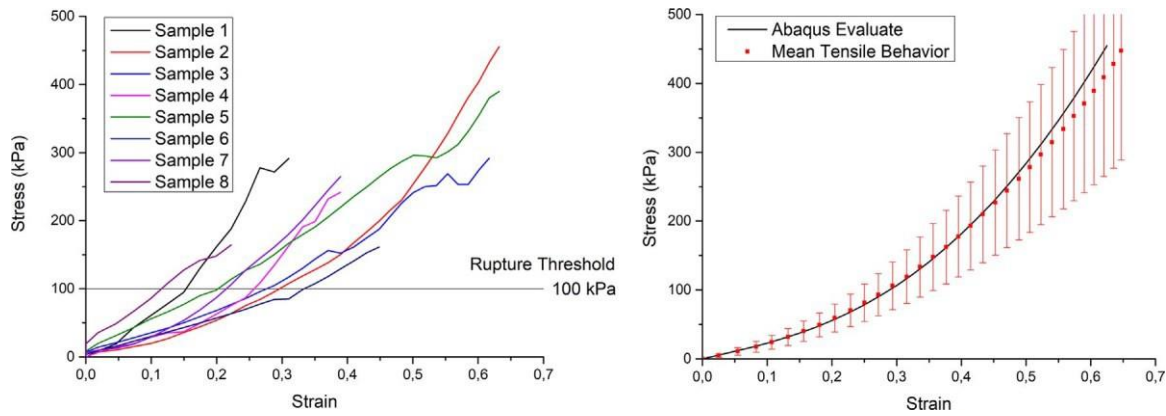 500
400
300
200
100
0
Stress (kPa)
Sample 1
Sample 2
Sample 3
Sample 4
Sample 5
Sample 6
Sample 7
Sample 8
Rupture Threshold
100 kPa
0,0 0,1 0,2 0,3 0,4 0,5 0,6 0,7
Strain
500
400
300
200
100
0
Stress (kPa)
Abaqus Evaluate
Mean Tensile Behavior
0,0 0,1 0,2 0,3 0,4 0,5 0,6 0,7
Strain